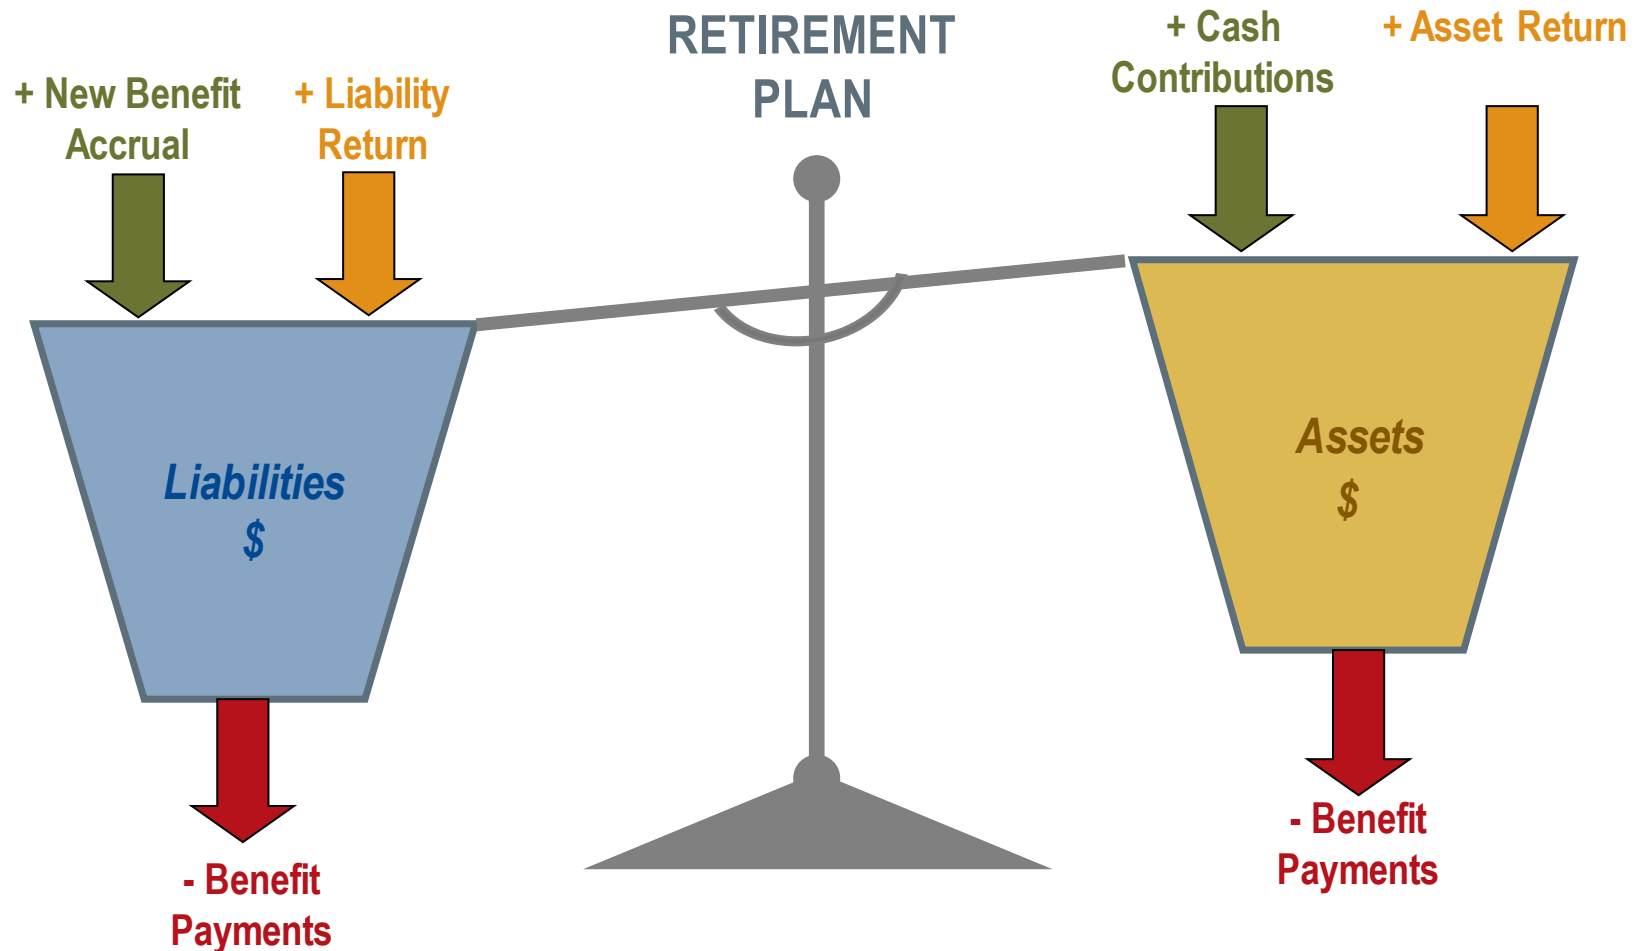 RETIREMENT
PLAN
+ New Benefit
Accrual
+ Liability
Return
+ Cash
Contributions
+ Asset Return
Liabilities
$
Assets
$
- Benefit
Payments
- Benefit
Payments